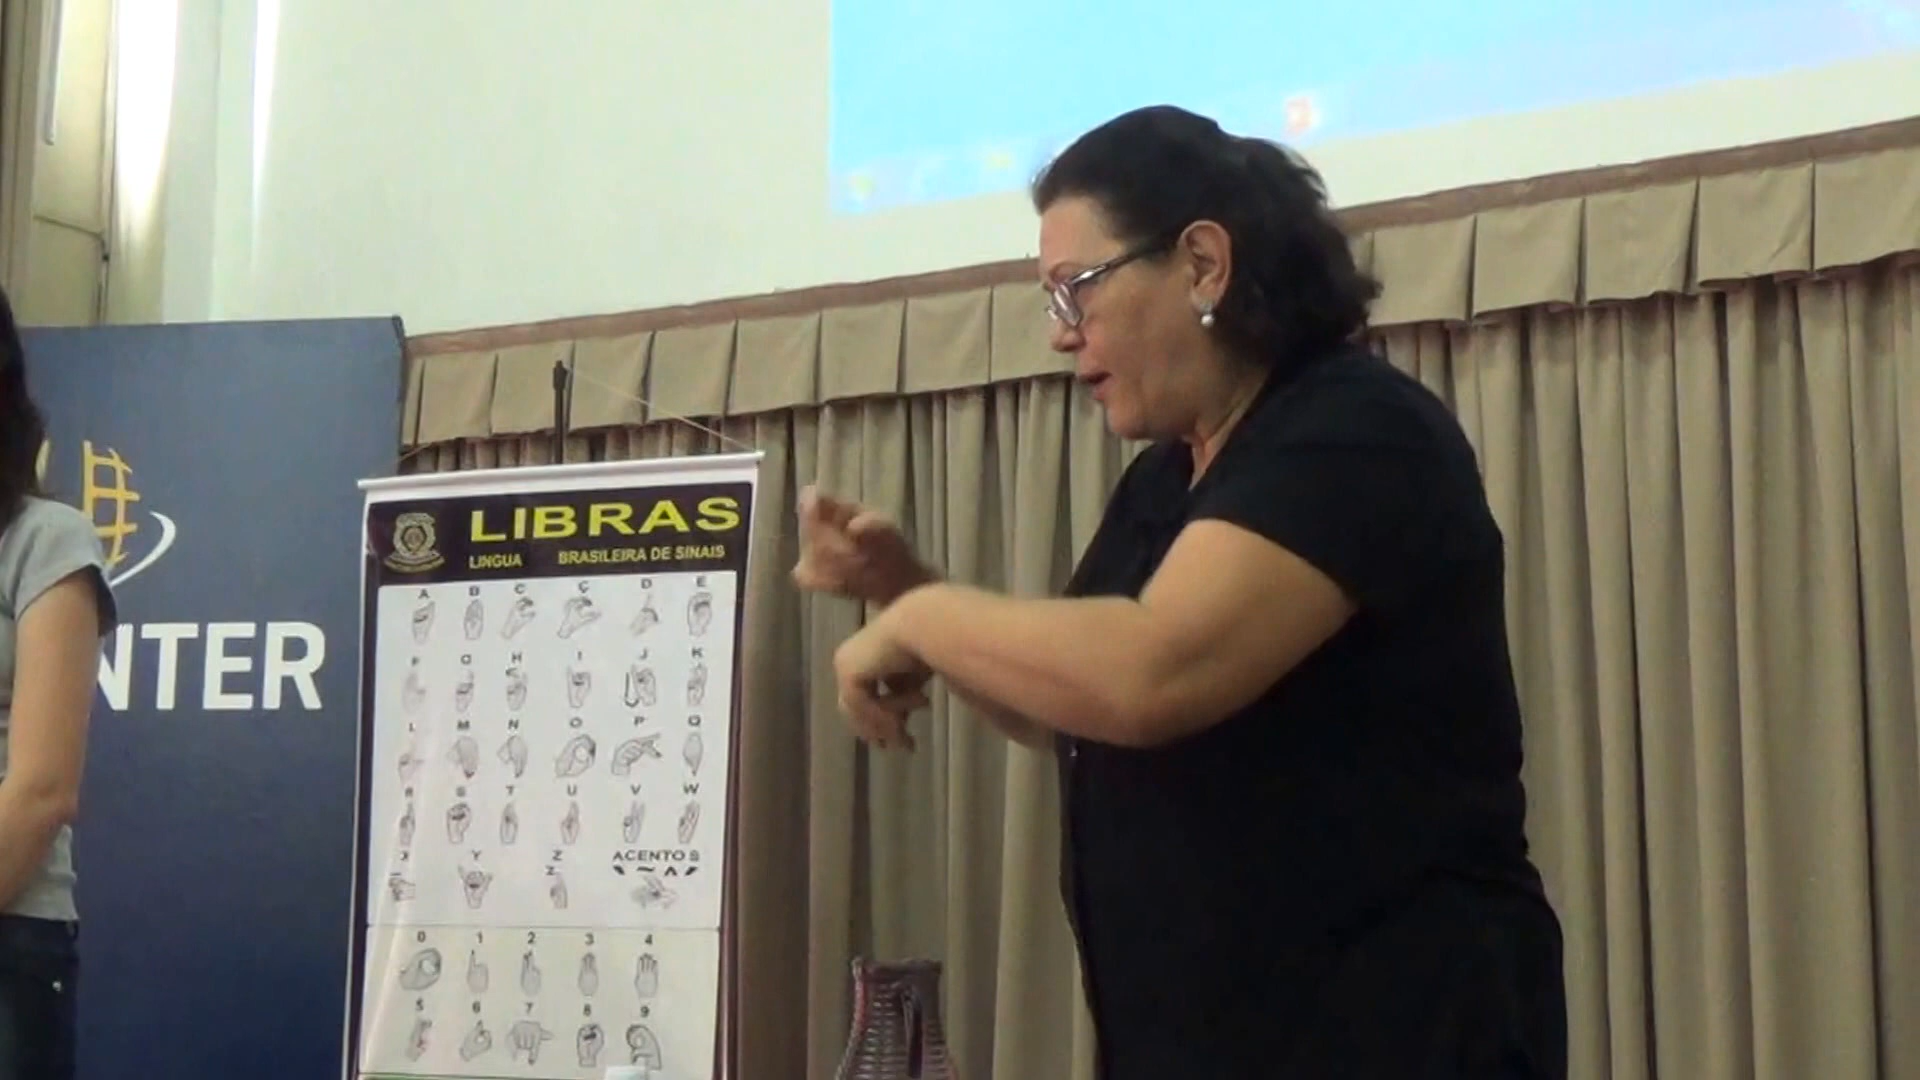 NTER
LIBRAS
LINGUA BRASILEIRA DE SINAIS
A B C Ç D E
F G H I J K
L M N O P Q
R S T U V W
X Y Z ACENTOS
Z
0 1 2 3 4
5 6 7 8 9